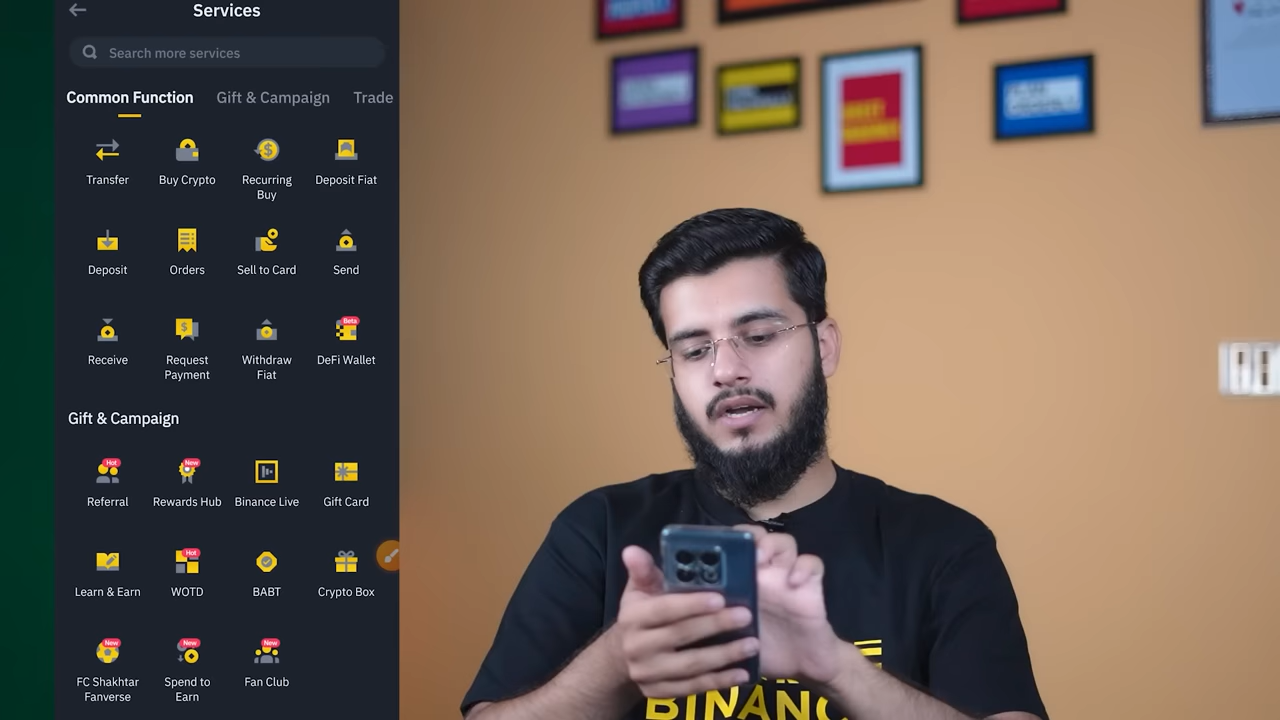 Services
Search more services
Common Function
Gift & Campaign
Trade
Transfer
Buy Crypto
Recurring
Buy
Deposit Fiat
Deposit
Orders
Sell to Card
Send
Beta
Receive
Request
Payment
Withdraw
Fiat
DeFi Wallet
Gift & Campaign
Hot
New
Referral
Rewards Hub
Binance Live
Gift Card
Hot
Learn & Earn
WOTD
BABT
Crypto Box
New
New
New
FC Shakhtar
Fanverse
Spend to
Earn
Fan Club
BINANC